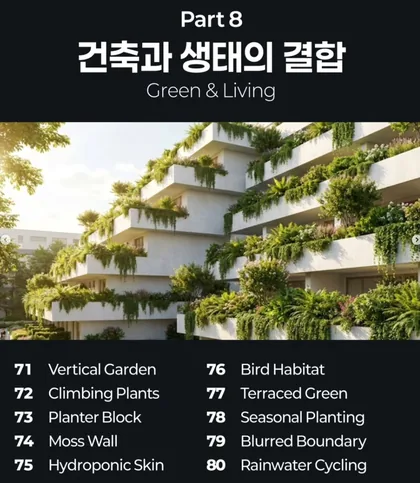 Part 8
건축과 생태의 결합
Green & Living
71 Vertical Garden
72 Climbing Plants
73 Planter Block
74 Moss Wall
75 Hydroponic Skin
76 Bird Habitat
77 Terraced Green
78 Seasonal Planting
79 Blurred Boundary
80 Rainwater Cycling